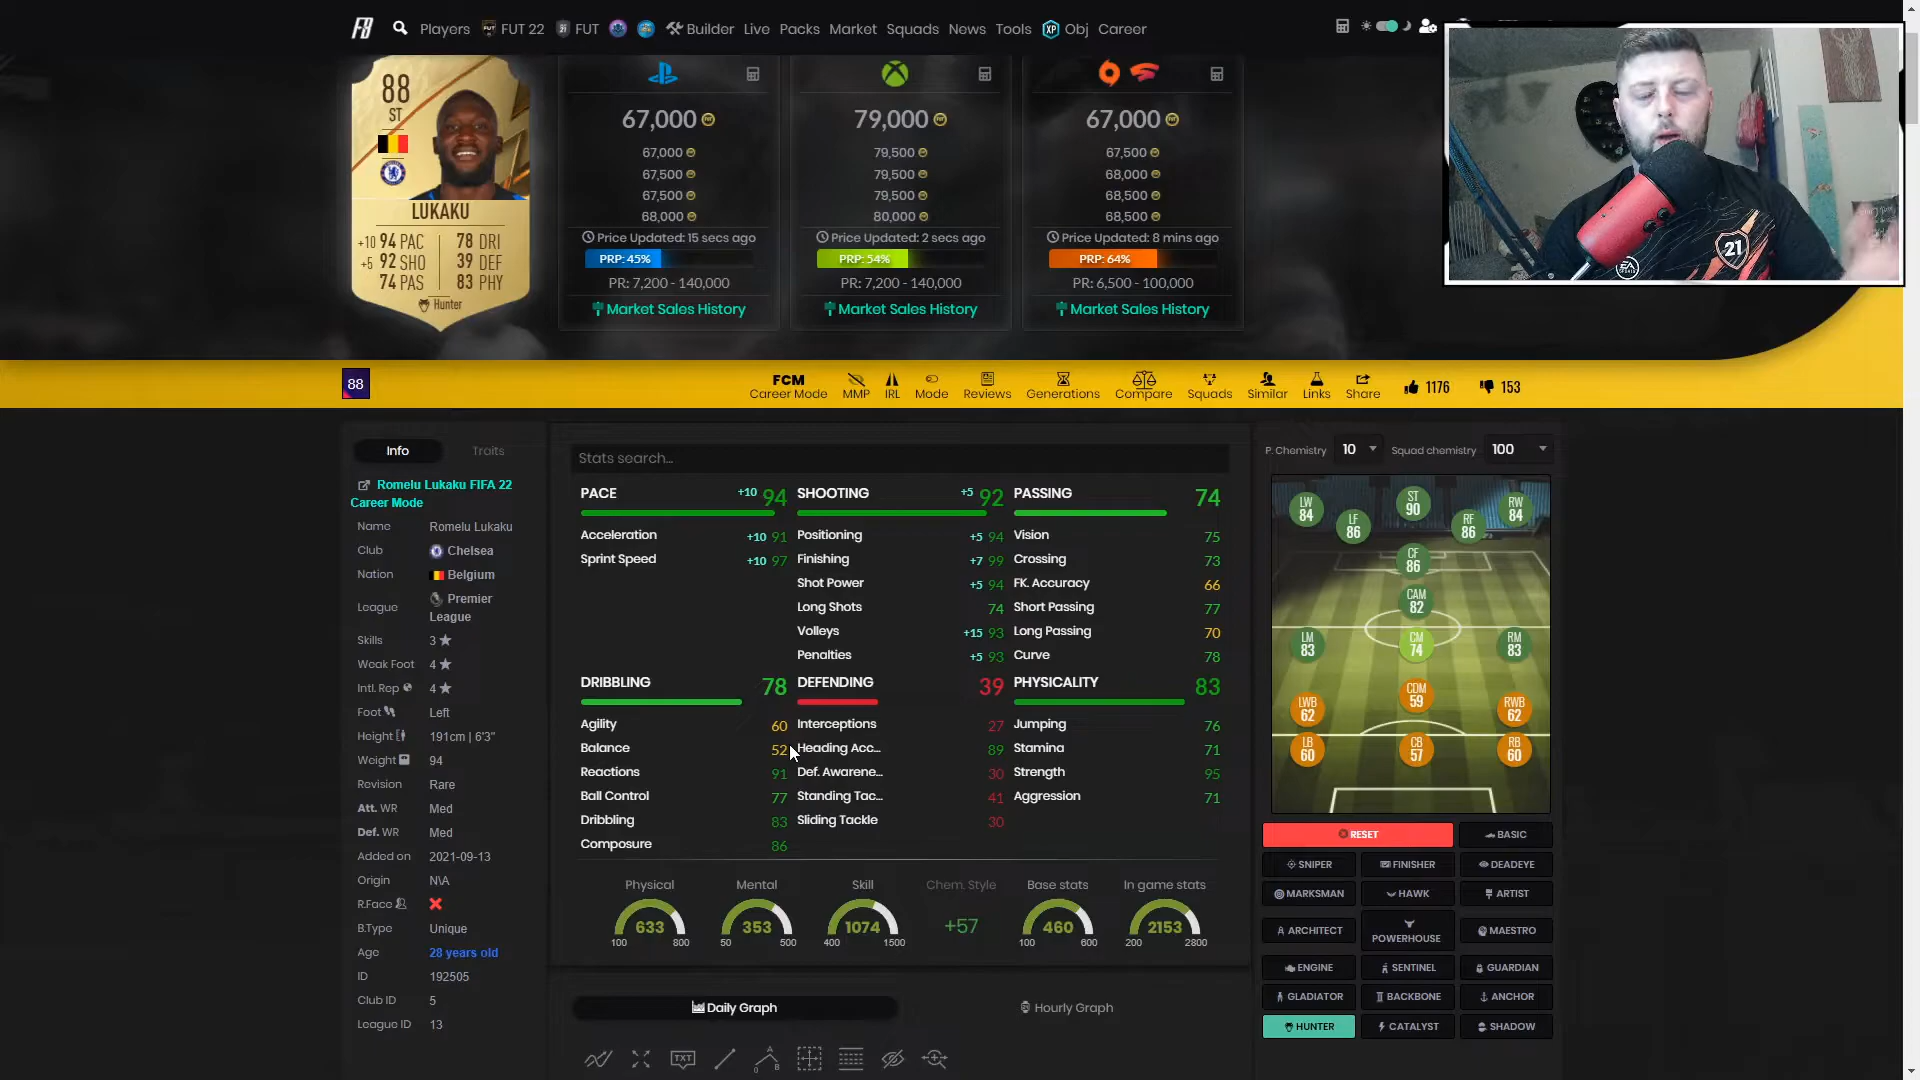 FB Players FUT 22 FUT Builder Live Packs Market Squads News Tools XP Obj Career
88
ST
LUKAKU
+10 94 PAC 78 DRI
+5 92 SHO 39 DEF
74 PAS 83 PHY
Hunter
67,000
67,000
67,500
67,500
68,000
Price Updated: 15 secs ago
PRP: 45%
PR: 7,200 - 140,000
Market Sales History
79,000
79,500
79,500
79,500
80,000
Price Updated: 2 secs ago
PRP: 54%
PR: 7,200 - 140,000
Market Sales History
67,000
67,500
68,000
68,500
68,500
Price Updated: 8 mins ago
PRP: 64%
PR: 6,500 - 100,000
Market Sales History
21
EA SPORTS
88
FCM
Career Mode MMP IRL Mode Reviews Generations Compare Squads Similar Links Share 1176 153
Info Traits
Romelu Lukaku FIFA 22
Career Mode
Name Romelu Lukaku
Club Chelsea
Nation Belgium
League Premier
League
Skills 3
Weak Foot 4
Intl. Rep 4
Foot Left
Height 191cm | 6'3"
Weight 94
Revision Rare
Att. WR Med
Def. WR Med
Added on 2021-09-13
Origin N\A
R.Face
B.Type Unique
Age 28 years old
ID 192505
Club ID 5
League ID 13
Stats search...
PACE +10 94
Acceleration +10 91
Sprint Speed +10 97
SHOOTING +5 92
Positioning +5 94
Finishing +7 99
Shot Power +5 94
Long Shots 74
Volleys +15 93
Penalties +5 93
PASSING 74
Vision 75
Crossing 73
FK. Accuracy 66
Short Passing 77
Long Passing 70
Curve 78
DRIBBLING 78
Agility 60
Balance 52
Reactions 91
Ball Control 77
Dribbling 83
Composure 86
DEFENDING 39
Interceptions 27
Heading Acc... 89
Def. Awarene... 30
Standing Tac... 41
Sliding Tackle 30
PHYSICALITY 83
Jumping 76
Stamina 71
Strength 95
Aggression 71
Physical Mental Skill Chem. Style Base stats In game stats
633 353 1074 +57 460 2153
100 800 50 500 400 1500 100 600 200 2800
Daily Graph Hourly Graph
TXT
P. Chemistry 10 Squad chemistry 100
LW
84
ST
90
RW
84
LF
86
RF
86
CF
86
CAM
82
LM
83
CM
74
RM
83
CDM
59
LWB
62
RWB
62
LB
60
CB
57
RB
60
RESET BASIC
SNIPER FINISHER DEADEYE
MARKSMAN HAWK ARTIST
ARCHITECT POWERHOUSE MAESTRO
ENGINE SENTINEL GUARDIAN
GLADIATOR BACKBONE ANCHOR
HUNTER CATALYST SHADOW